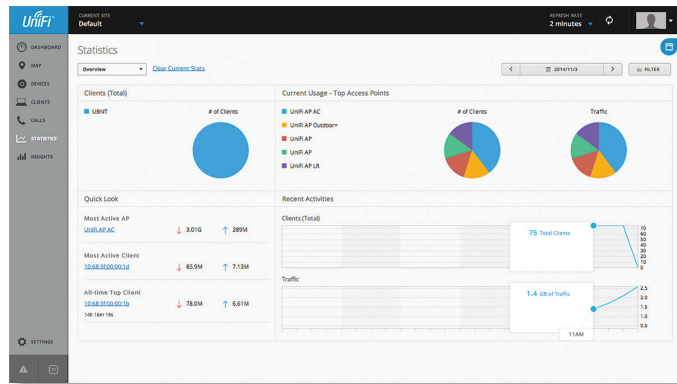 UniFi
CURRENT SITE
Default
REFRESH RATE
2 minutes
DASHBOARD
MAP
DEVICES
CLIENTS
CALLS
STATISTICS
INSIGHTS
SETTINGS
Statistics
Overview
Clear Current Stats
2014/11/3
FILTER
Clients (Total)
UBNT
# of Clients
Current Usage - Top Access Points
UniFi AP AC
UniFi AP Outdoor+
UniFi AP
UniFi AP
UniFi AP LR
# of Clients
Traffic
Quick Look
Most Active AP
UniFi AP AC
3.01G
289M
Most Active Client
10:68:3f:00:00:1d
85.9M
7.13M
All-time Top Client
10:68:3f:00:00:1b
78.0M
6.61M
14h 16m 19s
Recent Activities
Clients (Total)
75 Total Clients
70
60
50
40
30
20
10
0
Traffic
1.4 GB of Traffic
2.5
2.0
1.5
1.0
0.5
11AM